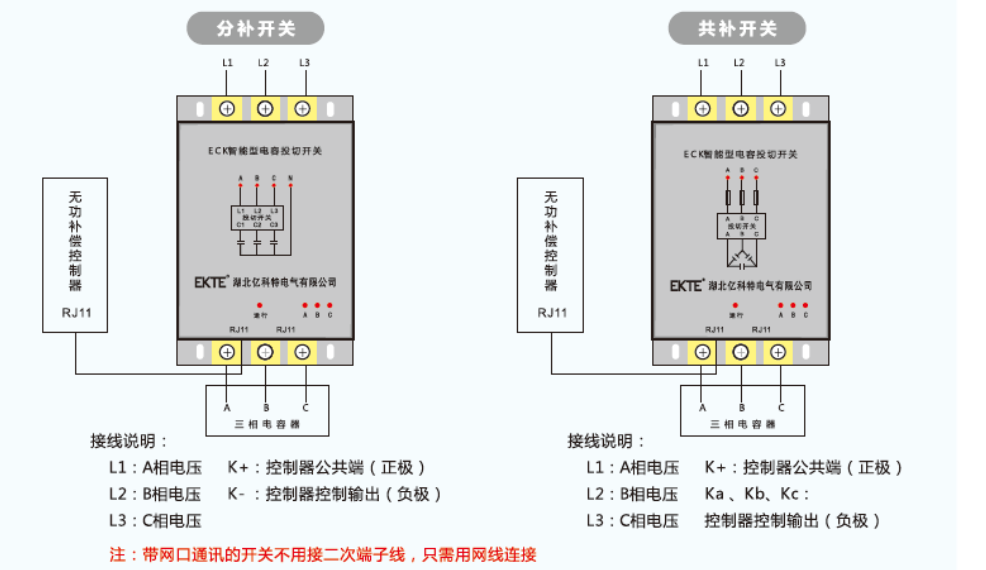 分补开关
L1 L2 L3
ECK智能型电容投切开关
A B C N
L1 L2 L3
投切开关
C1 C2 C3
EKTE® 湖北亿科特电气有限公司
运行 A B C
RJ11 RJ11
无功补偿控制器
RJ11
A B C
三相电容器
接线说明：
L1：A相电压 K+：控制器公共端（正极）
L2：B相电压 K-：控制器控制输出（负极）
L3：C相电压
共补开关
L1 L2 L3
ECK智能型电容投切开关
A B C
A B C
投切开关
A B C
EKTE® 湖北亿科特电气有限公司
运行 A B C
RJ11 RJ11
无功补偿控制器
RJ11
A B C
三相电容器
接线说明：
L1：A相电压 K+：控制器公共端（正极）
L2：B相电压 Ka、Kb、Kc：
L3：C相电压 控制器控制输出（负极）
注：带网口通讯的开关不用接二次端子线，只需用网线连接